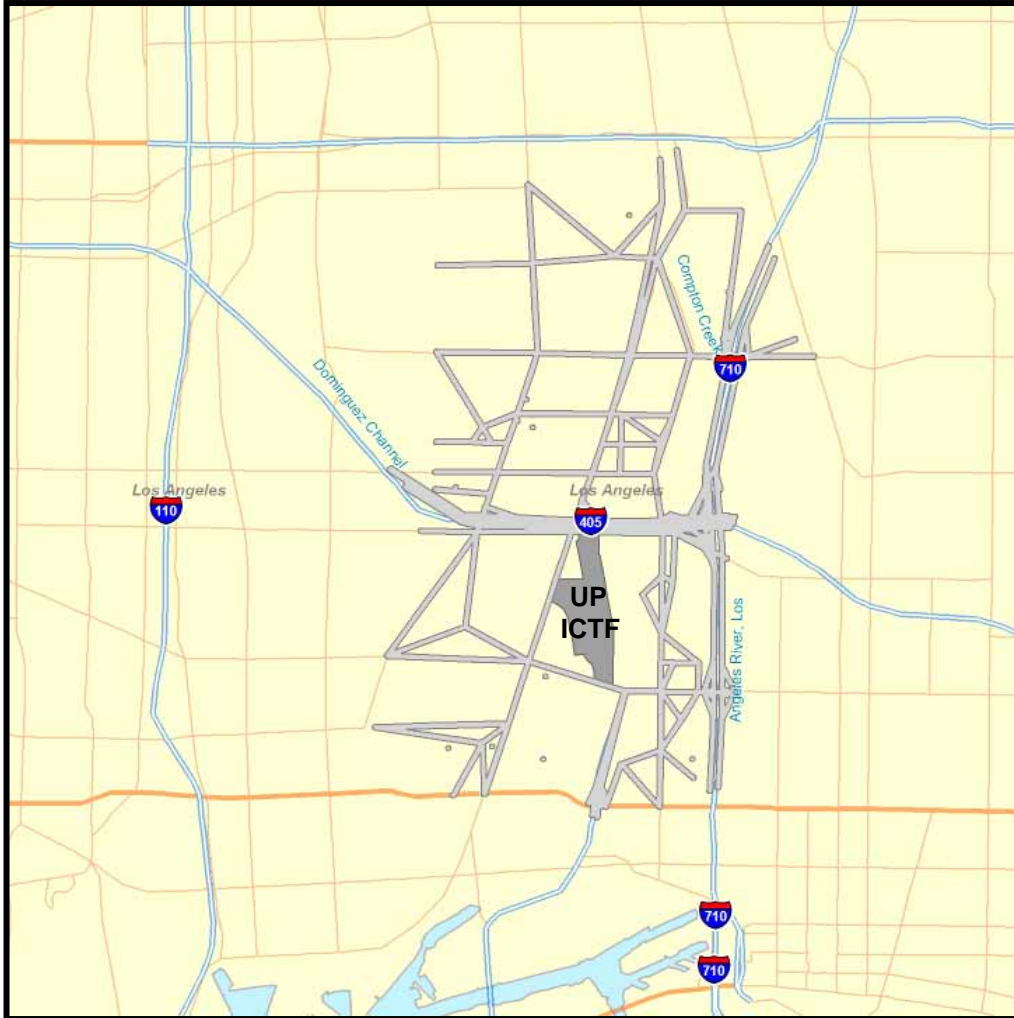 Compton Creek
710
Dominguez Channel
Los Angeles
Los Angeles
110
405
UP
ICTF
Angeles River, Los
710
710